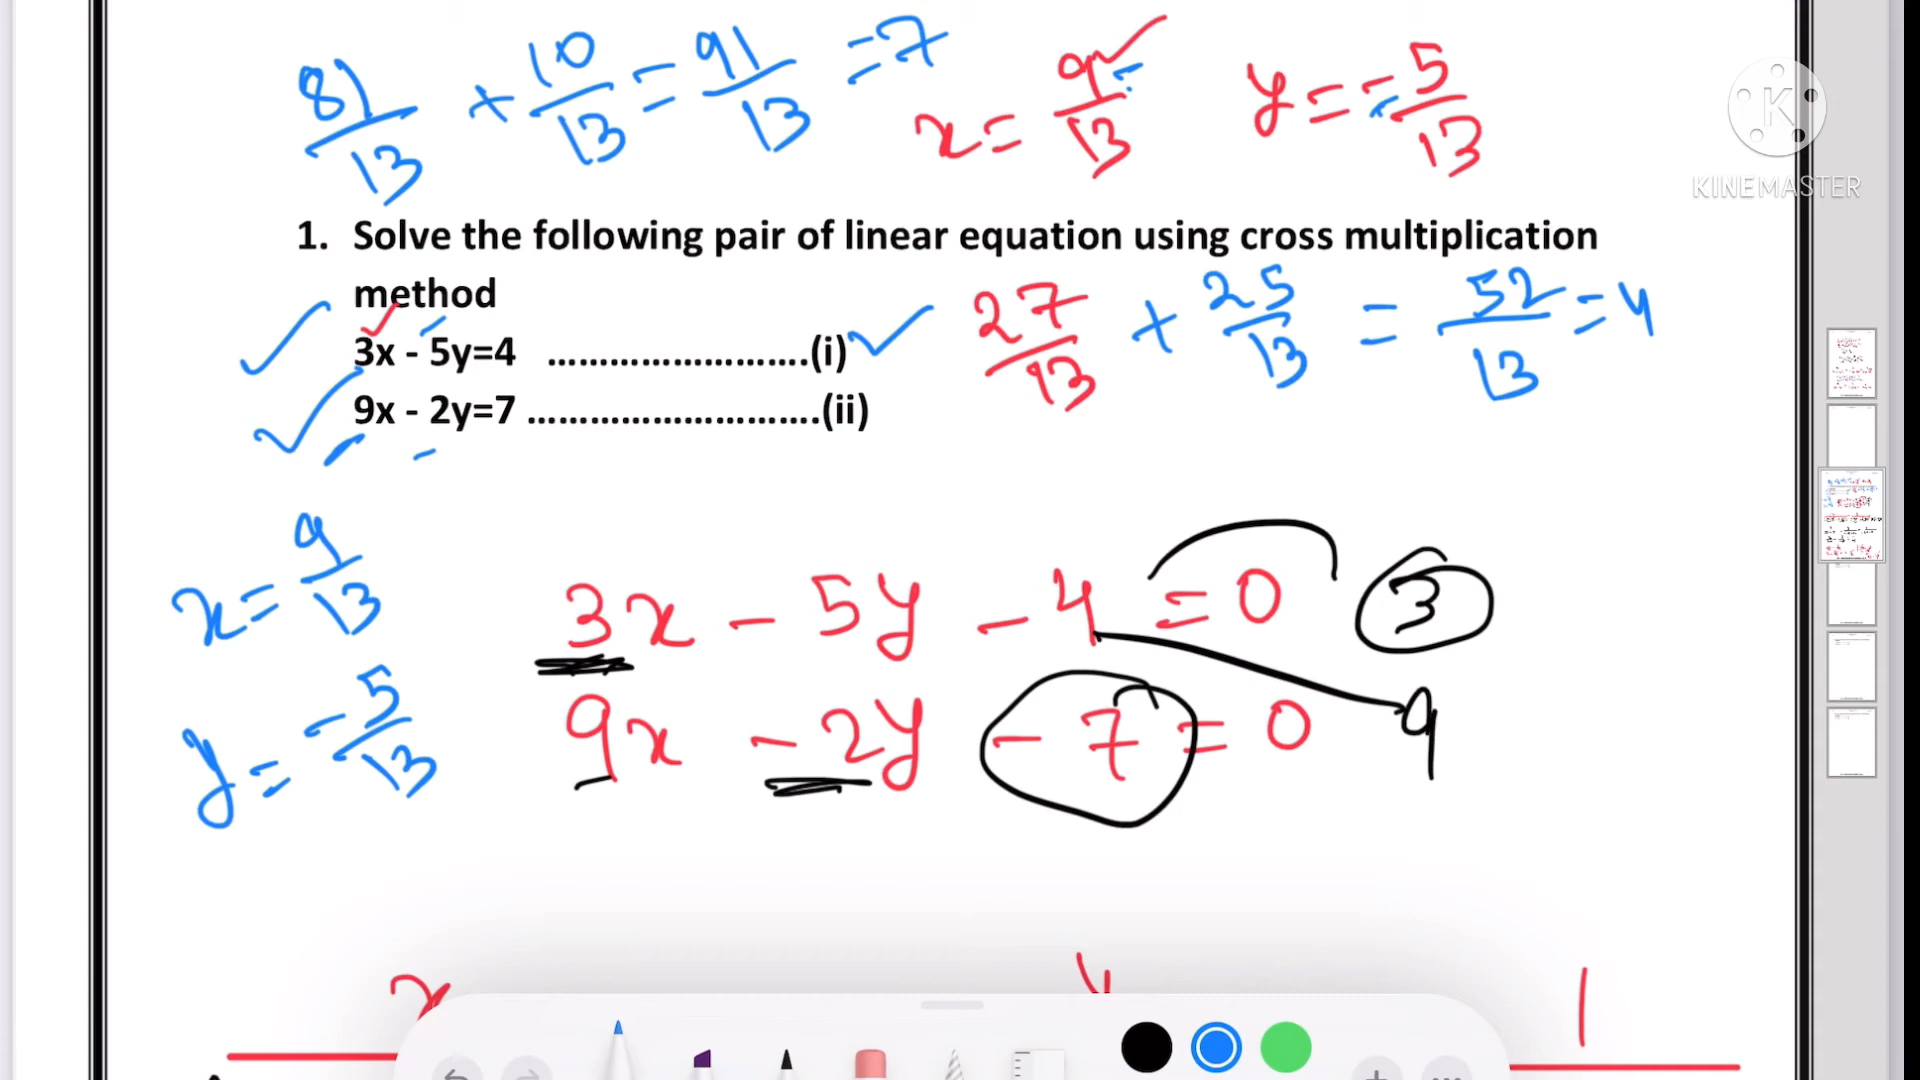 81/13 + 10/13 = 91/13 = 7 x = 9/13 y = -5/13
KINEMASTER
1. Solve the following pair of linear equation using cross multiplication
method
27/13 + 25/13 = 52/13 = 4
3x - 5y=4 ..........................(i)
9x - 2y=7 ..............................(ii)
x = 9/13
3x - 5y - 4 = 0 3
y = -5/13
9x - 2y - 7 = 0 9
x y 1